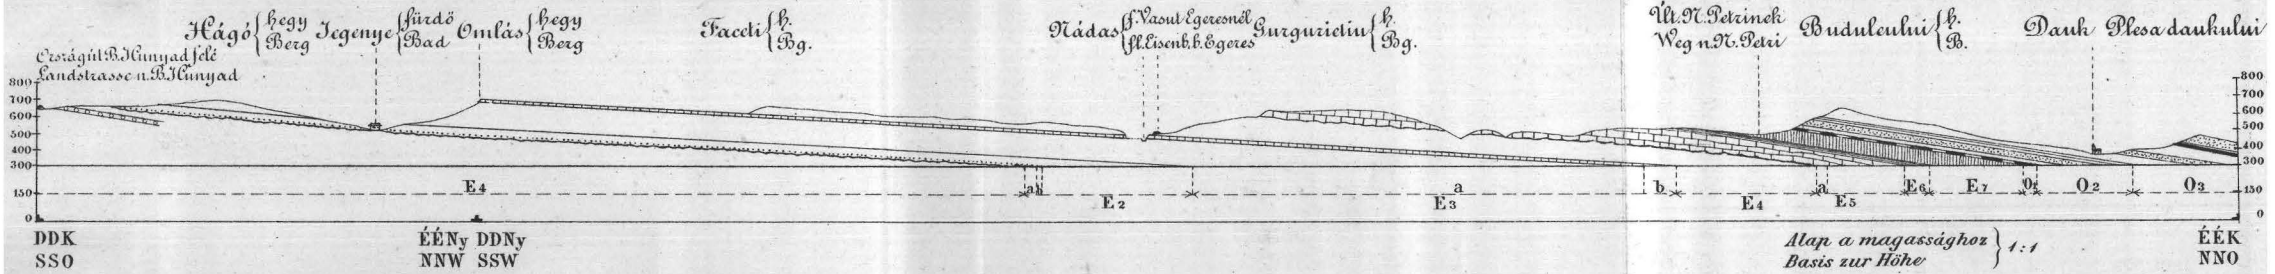 Hágó { hegy Berg
Jegenye { fürdő Bad
Omlás { hegy Berg
Facéti { h. Bg.
Nádas { f. Vasut Egeresnél fl. Eisenb. b. Egeres
Gurgurietiu { h. Bg.
Út. N. Petrinek
Weg n. N. Petri
Buduleului { h. B.
Dauk
Plesa daukului
Országút B. Hunyad felé
Landstrasse n. B. Hunyad
800
700
600
500
400
300
150
0
800
700
600
500
400
300
150
0
E4 a b E2 a E3 b E4 a E5 E6 E7 O1 O2 O3
DDK
SSO
ÉÉNy DDNy
NNW SSW
Alap a magassághoz
Basis zur Höhe } 1:1
ÉÉK
NNO